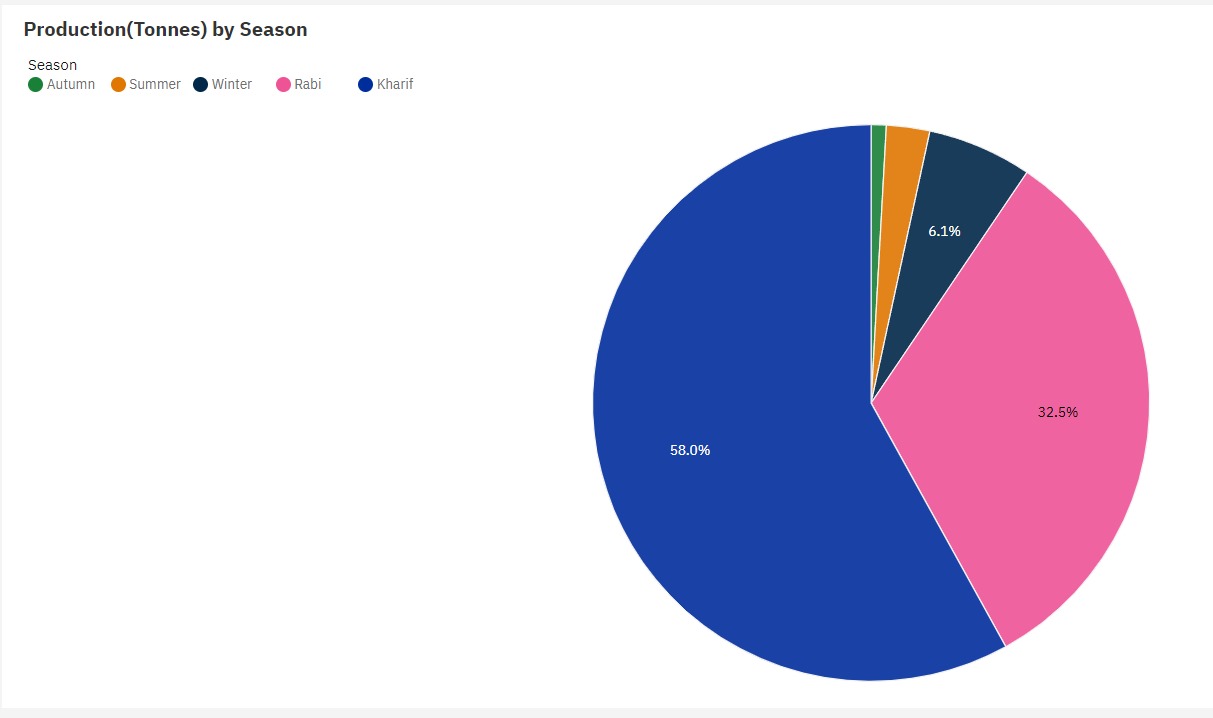 Production(Tonnes) by Season
Season
Autumn Summer Winter Rabi Kharif
6.1%
32.5%
58.0%